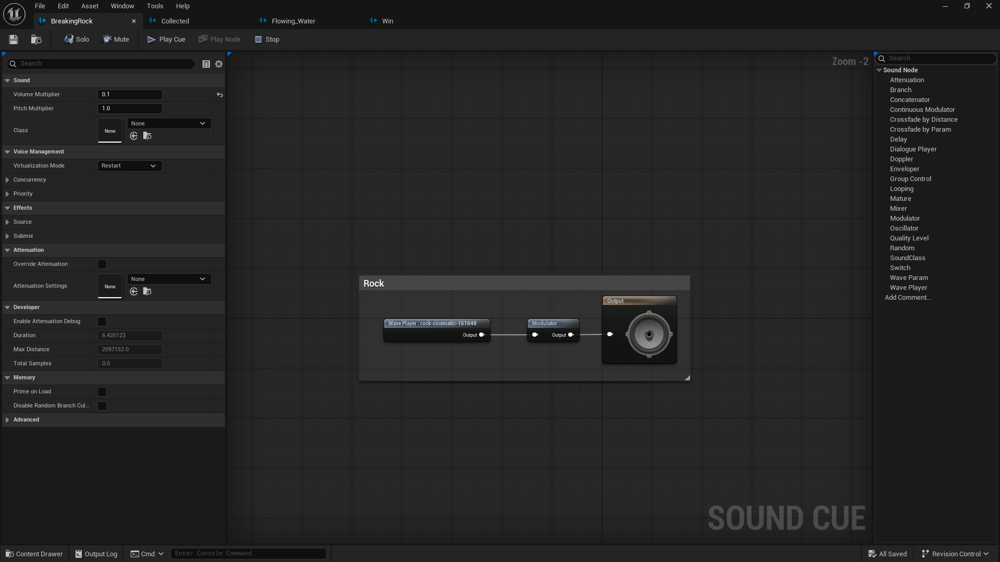 File Edit Asset Window Tools Help
BreakingRock Collected Flowing_Water Win
Solo Mute Play Cue Play Node Stop
Search
Sound
Volume Multiplier 0.1
Pitch Multiplier 1.0
Class None None
Voice Management
Virtualization Mode Restart
Concurrency
Priority
Effects
Source
Submix
Attenuation
Override Attenuation
Attenuation Settings None None
Developer
Enable Attenuation Debug
Duration 6.426123
Max Distance 2097152.0
Total Samples 0.0
Memory
Prime on Load
Disable Random Branch Cul...
Advanced
Zoom -2
Rock
Wave Player : rock-cinematic-161648
Output
Modulator
Output
Output
SOUND CUE
Search
Sound Node
Attenuation
Branch
Concatenator
Continuous Modulator
Crossfade by Distance
Crossfade by Param
Delay
Dialogue Player
Doppler
Enveloper
Group Control
Looping
Mature
Mixer
Modulator
Oscillator
Quality Level
Random
SoundClass
Switch
Wave Param
Wave Player
Add Comment...
Content Drawer Output Log Cmd Enter Console Command All Saved Revision Control